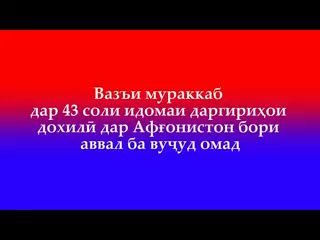 Вазъи мураккаб
дар 43 соли идомаи даргириҳои
дохилӣ дар Афғонистон бори
аввал ба вуҷуд омад